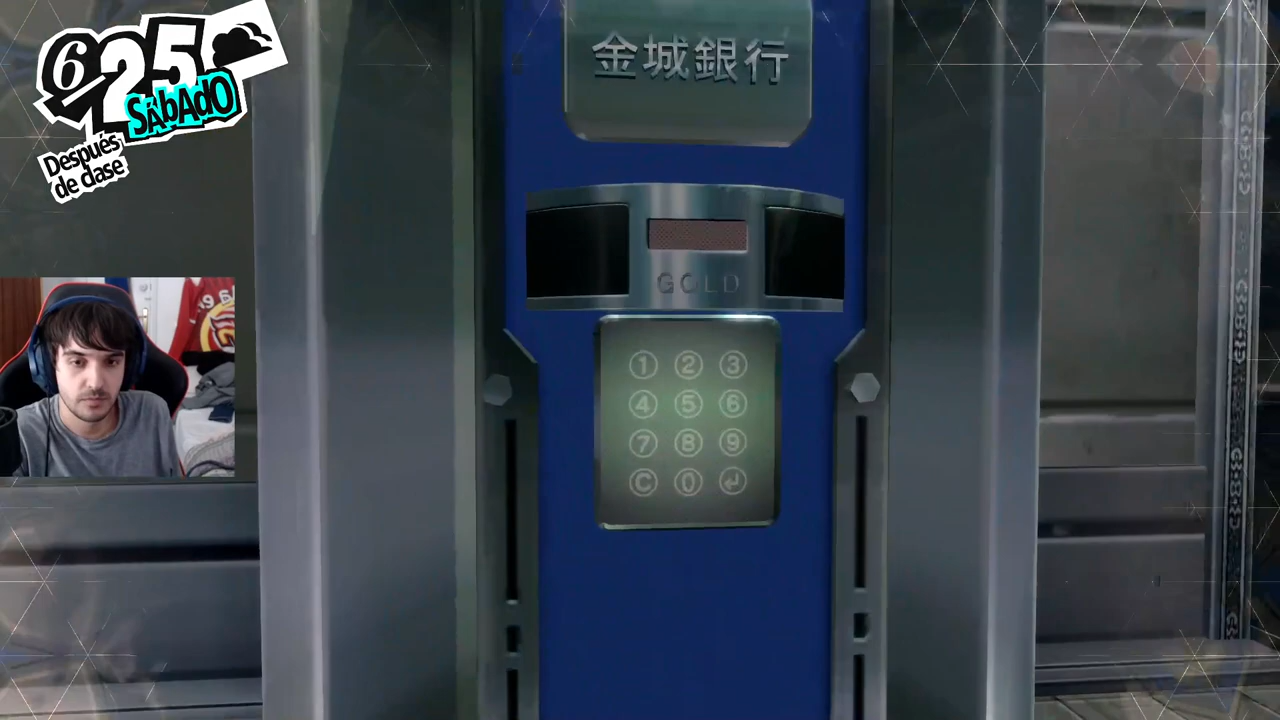 6/25
SÁbAdO
Después
de clase
金城銀行
GOLD
1 2 3
4 5 6
7 8 9
C 0 ↵